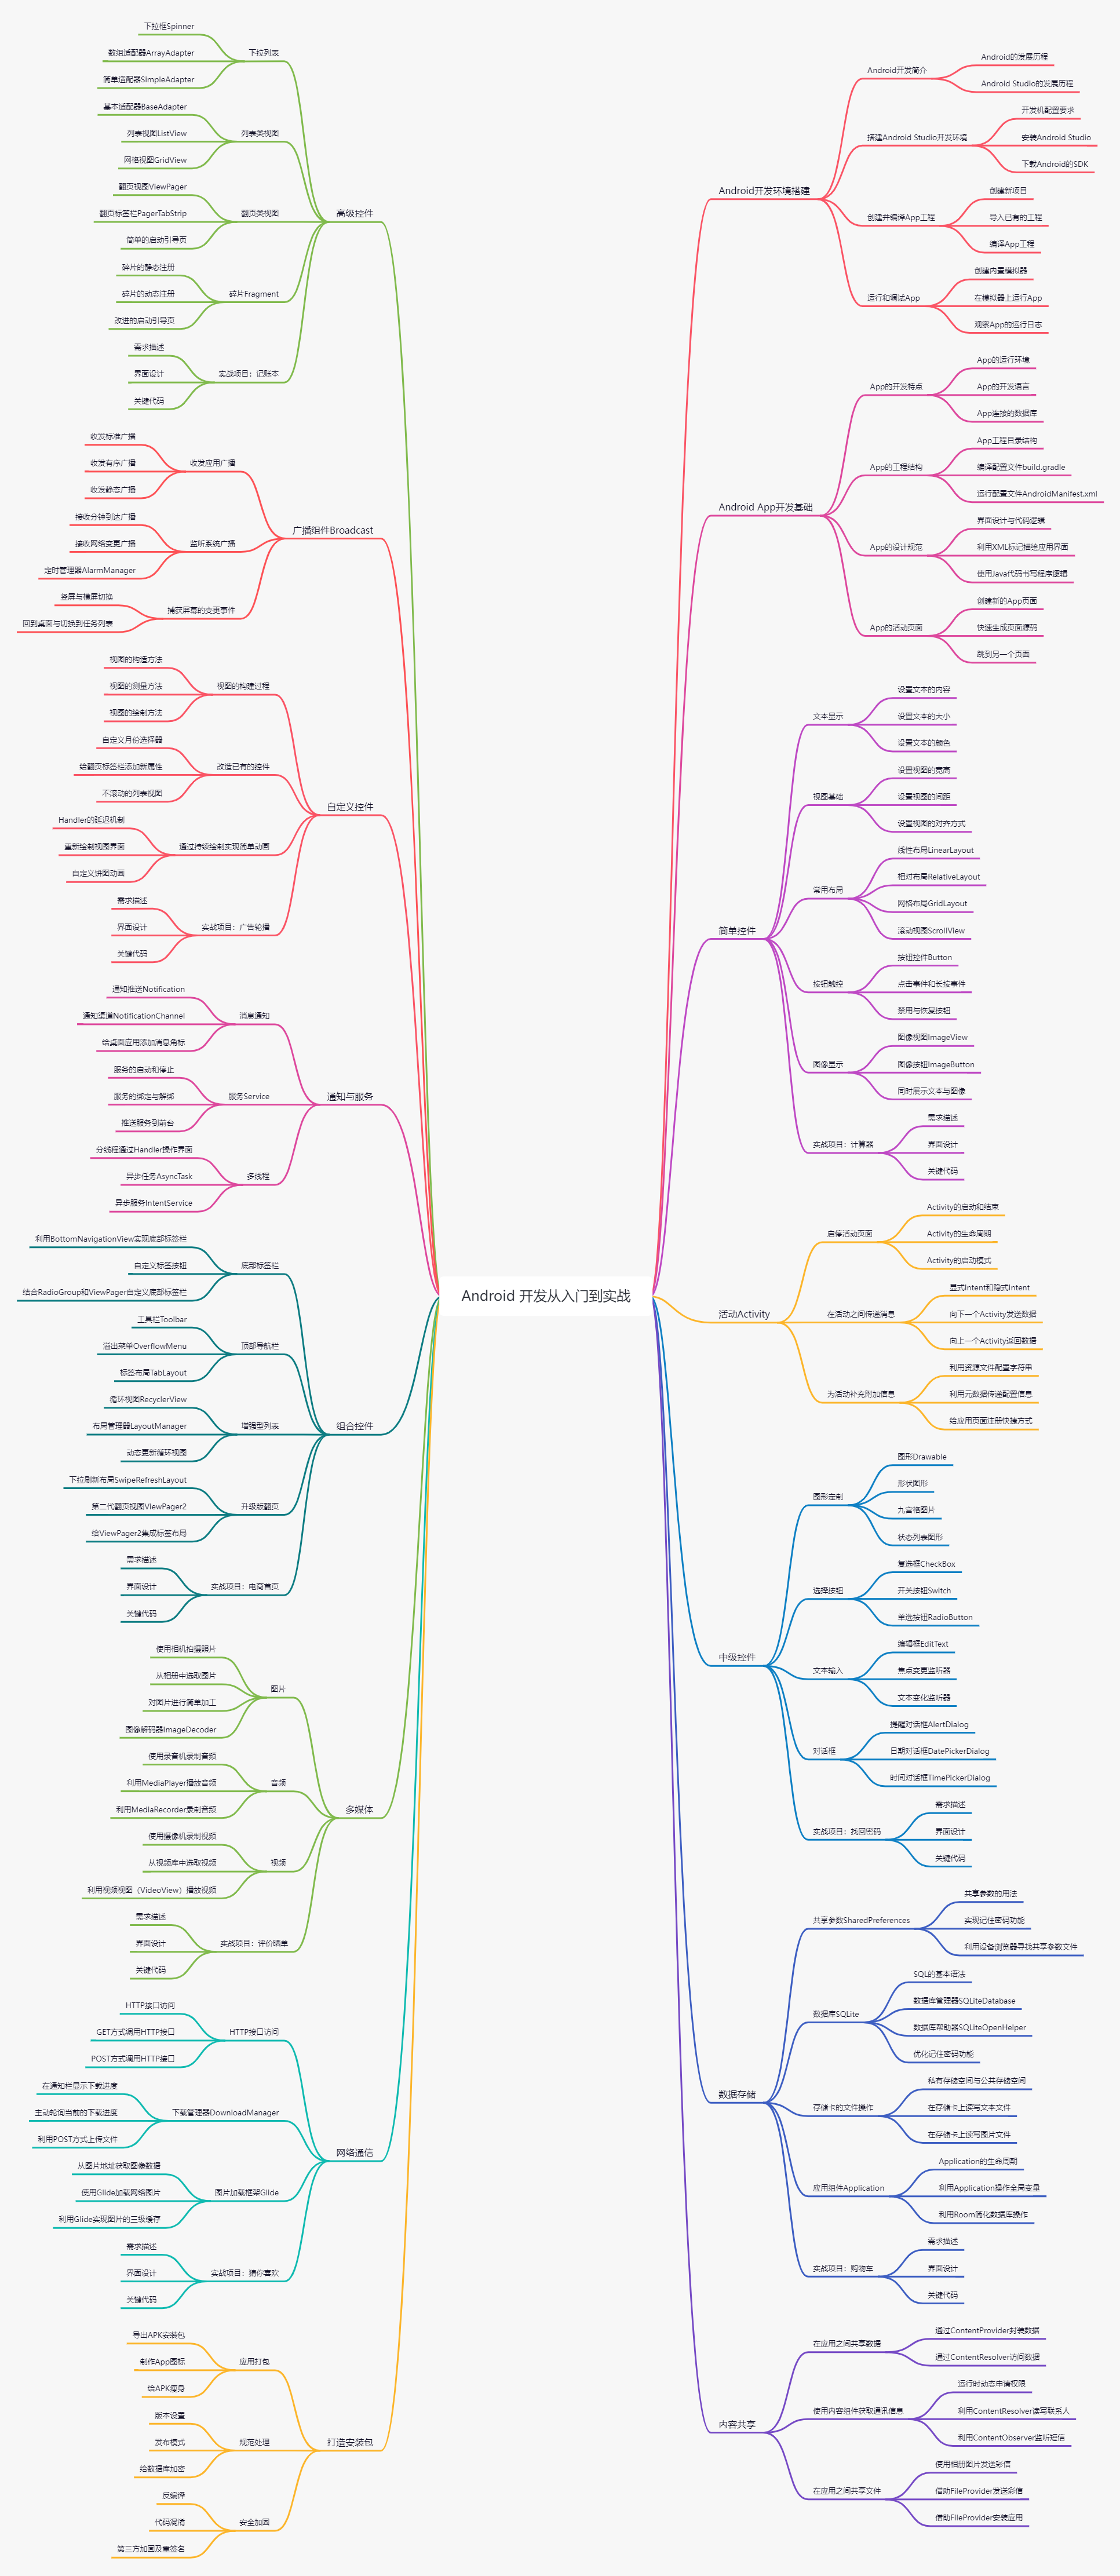 Android 开发从入门到实战
Android开发环境搭建
Android开发简介
Android的发展历程
Android Studio的发展历程
搭建Android Studio开发环境
开发机配置要求
安装Android Studio
下载Android的SDK
创建并编译App工程
创建新项目
导入已有的工程
编译App工程
运行和调试App
创建内置模拟器
在模拟器上运行App
观察App的运行日志
Android App开发基础
App的开发特点
App的运行环境
App的开发语言
App连接的数据库
App的工程结构
App工程目录结构
编译配置文件build.gradle
运行配置文件AndroidManifest.xml
App的设计规范
界面设计与代码逻辑
利用XML标记描绘应用界面
使用Java代码书写程序逻辑
App的活动页面
创建新的App页面
快速生成页面源码
跳到另一个页面
简单控件
文本显示
设置文本的内容
设置文本的大小
设置文本的颜色
视图基础
设置视图的宽高
设置视图的间距
设置视图的对齐方式
常用布局
线性布局LinearLayout
相对布局RelativeLayout
网格布局GridLayout
滚动视图ScrollView
按钮触控
按钮控件Button
点击事件和长按事件
禁用与恢复按钮
图像显示
图像视图ImageView
图像按钮ImageButton
同时展示文本与图像
实战项目：计算器
需求描述
界面设计
关键代码
活动Activity
启停活动页面
Activity的启动和结束
Activity的生命周期
Activity的启动模式
在活动之间传递消息
显式Intent和隐式Intent
向下一个Activity发送数据
向上一个Activity返回数据
为活动补充附加信息
利用资源文件配置字符串
利用元数据传递配置信息
给应用页面注册快捷方式
中级控件
图形定制
图形Drawable
形状图形
九宫格图片
状态列表图形
选择按钮
复选框CheckBox
开关按钮Switch
单选按钮RadioButton
文本输入
编辑框EditText
焦点变更监听器
文本变化监听器
对话框
提醒对话框AlertDialog
日期对话框DatePickerDialog
时间对话框TimePickerDialog
实战项目：找回密码
需求描述
界面设计
关键代码
数据存储
共享参数SharedPreferences
共享参数的用法
实现记住密码功能
利用设备浏览器寻找共享参数文件
数据库SQLite
SQL的基本语法
数据库管理器SQLiteDatabase
数据库帮助器SQLiteOpenHelper
优化记住密码功能
存储卡的文件操作
私有存储空间与公共存储空间
在存储卡上读写文本文件
在存储卡上读写图片文件
应用组件Application
Application的生命周期
利用Application操作全局变量
利用Room简化数据库操作
实战项目：购物车
需求描述
界面设计
关键代码
内容共享
在应用之间共享数据
通过ContentProvider封装数据
通过ContentResolver访问数据
使用内容组件获取通讯信息
运行时动态申请权限
利用ContentResolver读写联系人
利用ContentObserver监听短信
在应用之间共享文件
使用相册图片发送彩信
借助FileProvider发送彩信
借助FileProvider安装应用
高级控件
下拉列表
下拉框Spinner
数组适配器ArrayAdapter
简单适配器SimpleAdapter
列表类视图
基本适配器BaseAdapter
列表视图ListView
网格视图GridView
翻页类视图
翻页视图ViewPager
翻页标签栏PagerTabStrip
简单的启动引导页
碎片Fragment
碎片的静态注册
碎片的动态注册
改进的启动引导页
实战项目：记账本
需求描述
界面设计
关键代码
广播组件Broadcast
收发应用广播
收发标准广播
收发有序广播
收发静态广播
监听系统广播
接收分钟到达广播
接收网络变更广播
定时管理器AlarmManager
捕获屏幕的变更事件
竖屏与横屏切换
回到桌面与切换到任务列表
自定义控件
视图的构建过程
视图的构造方法
视图的测量方法
视图的绘制方法
改造已有的控件
自定义月份选择器
给翻页标签栏添加新属性
不滚动的列表视图
通过持续绘制实现简单动画
Handler的延迟机制
重新绘制视图界面
自定义饼图动画
实战项目：广告轮播
需求描述
界面设计
关键代码
通知与服务
消息通知
通知推送Notification
通知渠道NotificationChannel
给桌面应用添加消息角标
服务Service
服务的启动和停止
服务的绑定与解绑
推送服务到前台
多线程
分线程通过Handler操作界面
异步任务AsyncTask
异步服务IntentService
组合控件
底部标签栏
利用BottomNavigationView实现底部标签栏
自定义标签按钮
结合RadioGroup和ViewPager自定义底部标签栏
顶部导航栏
工具栏Toolbar
溢出菜单OverflowMenu
标签布局TabLayout
增强型列表
循环视图RecyclerView
布局管理器LayoutManager
动态更新循环视图
升级版翻页
下拉刷新布局SwipeRefreshLayout
第二代翻页视图ViewPager2
给ViewPager2集成标签布局
实战项目：电商首页
需求描述
界面设计
关键代码
多媒体
图片
使用相机拍摄照片
从相册中选取图片
对图片进行简单加工
图像解码器ImageDecoder
音频
使用录音机录制音频
利用MediaPlayer播放音频
利用MediaRecorder录制音频
视频
使用摄像机录制视频
从视频库中选取视频
利用视频视图（VideoView）播放视频
实战项目：评价晒单
需求描述
界面设计
关键代码
网络通信
HTTP接口访问
HTTP接口访问
GET方式调用HTTP接口
POST方式调用HTTP接口
下载管理器DownloadManager
在通知栏显示下载进度
主动轮询当前的下载进度
利用POST方式上传文件
图片加载框架Glide
从图片地址获取图像数据
使用Glide加载网络图片
利用Glide实现图片的三级缓存
实战项目：猜你喜欢
需求描述
界面设计
关键代码
打造安装包
应用打包
导出APK安装包
制作App图标
给APK瘦身
规范处理
版本设置
发布模式
给数据库加密
安全加固
反编译
代码混淆
第三方加固及重签名